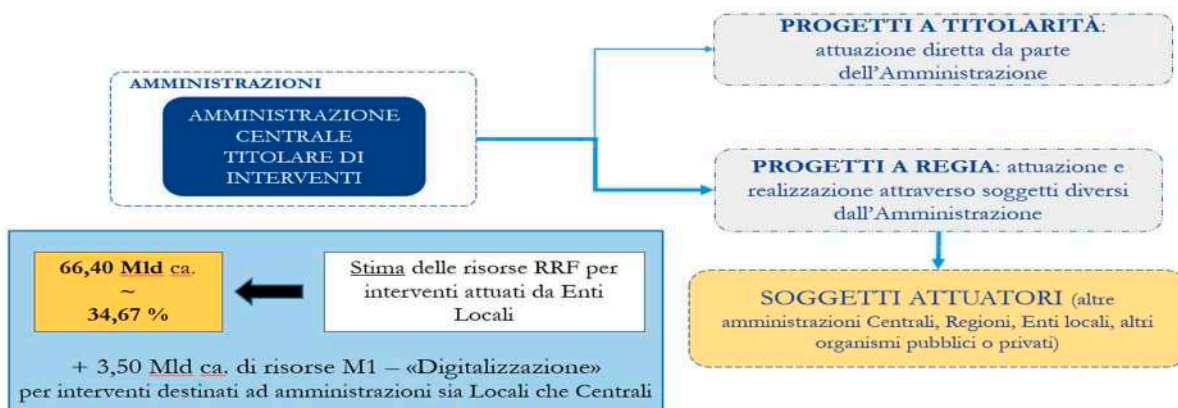 AMMINISTRAZIONI
AMMINISTRAZIONE
CENTRALE
TITOLARE DI
INTERVENTI
PROGETTI A TITOLARITÀ:
attuazione diretta da parte
dell'Amministrazione
PROGETTI A REGIA: attuazione e
realizzazione attraverso soggetti diversi
dall'Amministrazione
SOGGETTI ATTUATORI (altre
amministrazioni Centrali, Regioni, Enti locali, altri
organismi pubblici o privati)
66,40 Mld ca.
~
34,67 %
Stima delle risorse RRF per
interventi attuati da Enti
Locali
+ 3,50 Mld ca. di risorse M1 – «Digitalizzazione»
per interventi destinati ad amministrazioni sia Locali che Centrali